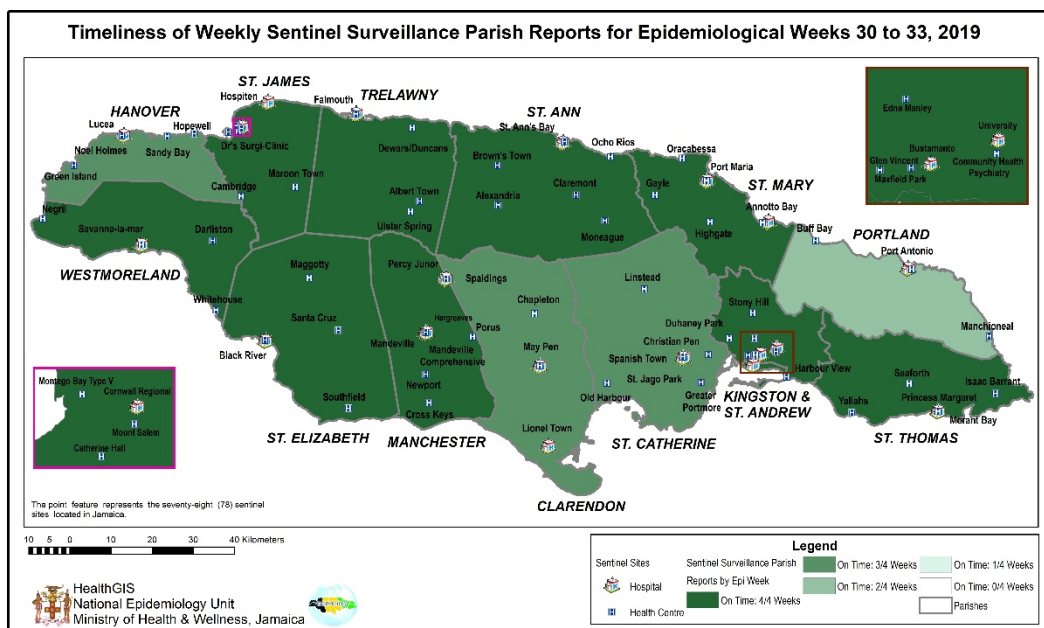 Timeliness of Weekly Sentinel Surveillance Parish Reports for Epidemiological Weeks 30 to 33, 2019
ST. JAMES
Hospiten
TRELAWNY
Falmouth
HANOVER
Lucea
Hopewell
Noel Holmes
Sandy Bay
Green Island
Dr's Surgi-Clinic
Cambridge
Maroon Town
Dewars/Duncans
Albert Town
Ulster Spring
ST. ANN
St. Ann's Bay
Ocho Rios
Brown's Town
Alexandria
Claremont
Moneague
Oracabessa
Port Maria
Gayle
ST. MARY
Annotto Bay
Highgate
Buff Bay
PORTLAND
Port Antonio
Manchioneal
Edna Manley
University
Bustamante
Glen Vincent
Community Health
Psychiatry
Maxfield Park
Negril
Savanna-la-mar
Darliston
WESTMORELAND
Whitehouse
Maggotty
Santa Cruz
Black River
Southfield
ST. ELIZABETH
Percy Junor
Spaldings
Hargreaves
Mandeville
Mandeville
Comprehensive
Porus
Newport
Cross Keys
MANCHESTER
Chapleton
May Pen
Lionel Town
CLARENDON
Linstead
Christian Pen
Spanish Town
St. Jago Park
Old Harbour
Greater
Portmore
ST. CATHERINE
Stony Hill
Duhaney Park
Harbour View
KINGSTON &
ST. ANDREW
Seaforth
Isaac Barrant
Yallahs
Princess Margaret
Morant Bay
ST. THOMAS
Montego Bay Type V
Cornwall Regional
Mount Salem
Catherine Hall
The point feature represents the seventy-eight (78) sentinel
sites located in Jamaica.
10 5 0 10 20 30 40 Kilometers
HealthGIS
National Epidemiology Unit
Ministry of Health & Wellness, Jamaica
Legend
Sentinel Sites
Hospital
Health Centre
Sentinel Surveillance Parish
Reports by Epi Week
On Time: 4/4 Weeks
On Time: 3/4 Weeks
On Time: 2/4 Weeks
On Time: 1/4 Weeks
On Time: 0/4 Weeks
Parishes